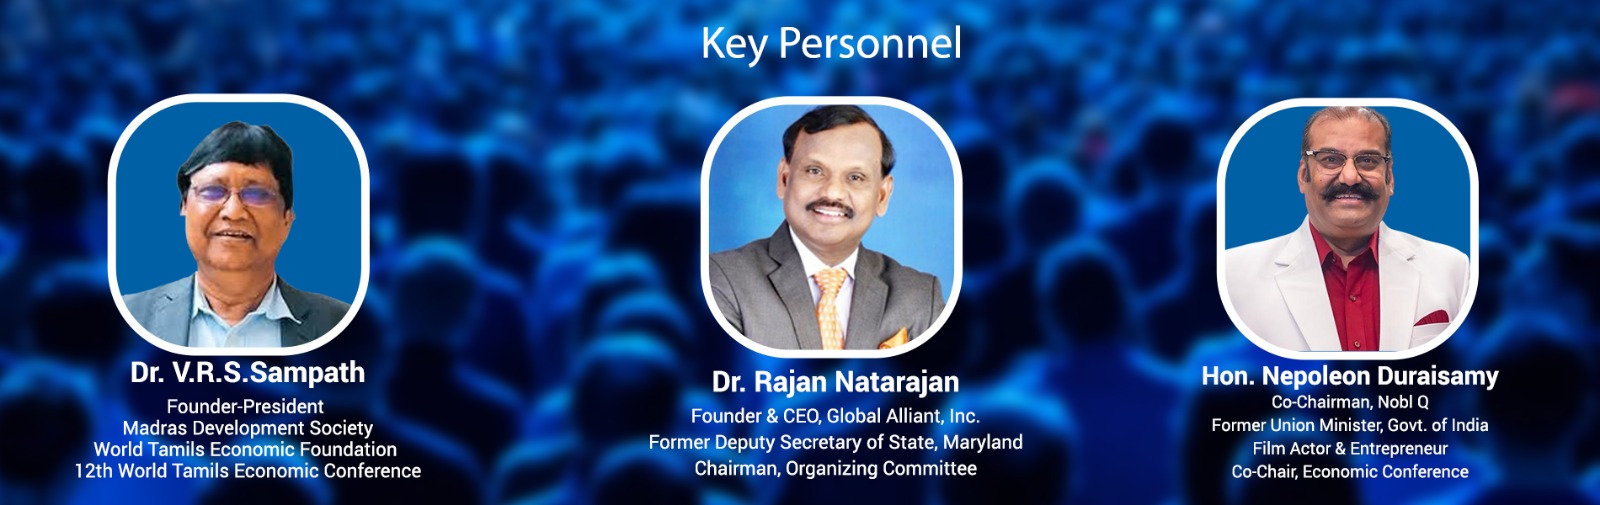 Key Personnel
Dr. V.R.S.Sampath
Founder-President
Madras Development Society
World Tamils Economic Foundation
12th World Tamils Economic Conference
Dr. Rajan Natarajan
Founder & CEO, Global Alliant, Inc.
Former Deputy Secretary of State, Maryland
Chairman, Organizing Committee
Hon. Nepoleon Duraisamy
Co-Chairman, Nobl Q
Former Union Minister, Govt. of India
Film Actor & Entrepreneur
Co-Chair, Economic Conference